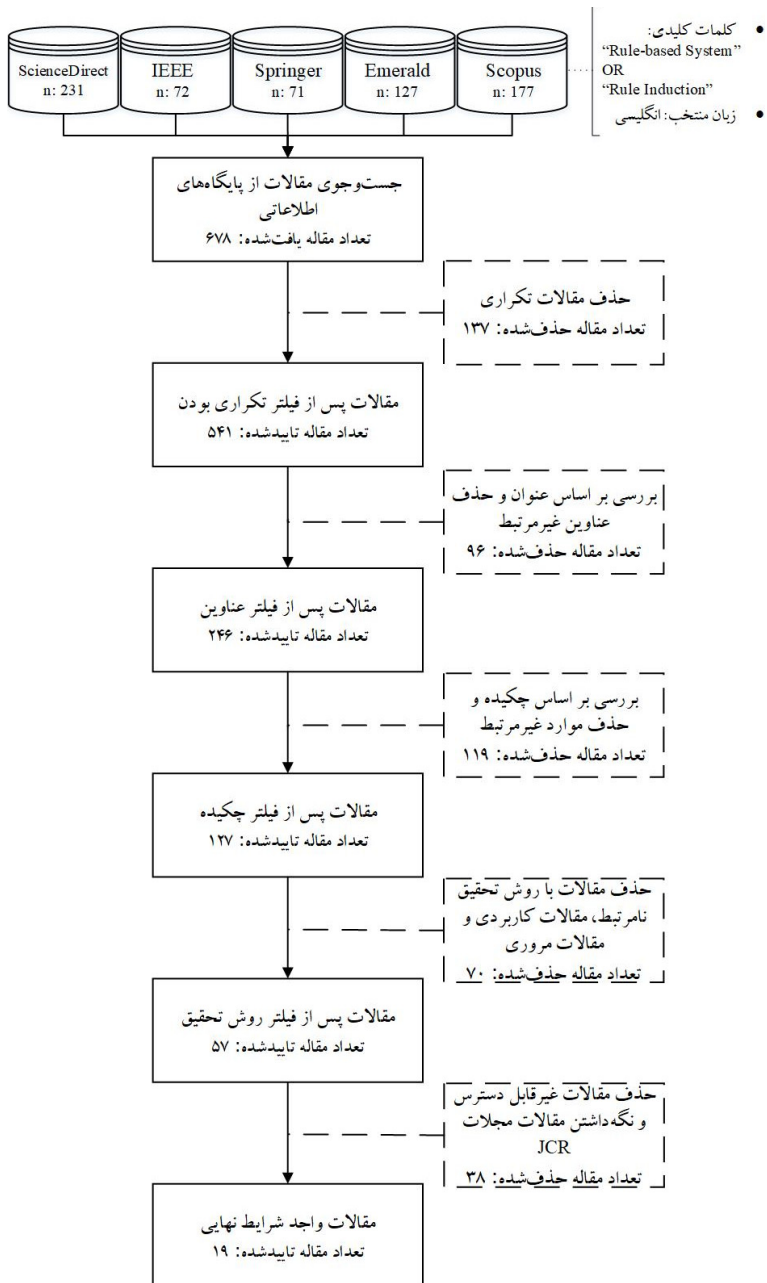 ScienceDirect
n: 231
IEEE
n: 72
Springer
n: 71
Emerald
n: 127
Scopus
n: 177
کلمات کلیدی:
“Rule-based System”
OR
“Rule Induction”
زبان منتخب: انگلیسی
جست‌وجوی مقالات از پایگاه‌های
اطلاعاتی
تعداد مقاله یافت‌شده: ۶۷۸
حذف مقالات تکراری
تعداد مقاله حذف‌شده: ۱۳۷
مقالات پس از فیلتر تکراری بودن
تعداد مقاله تاییدشده: ۵۴۱
بررسی بر اساس عنوان و حذف
عناوین غیرمرتبط
تعداد مقاله حذف‌شده: ۹۶
مقالات پس از فیلتر عناوین
تعداد مقاله تاییدشده: ۲۴۶
بررسی بر اساس چکیده و
حذف موارد غیرمرتبط
تعداد مقاله حذف‌شده: ۱۱۹
مقالات پس از فیلتر چکیده
تعداد مقاله تاییدشده: ۱۲۷
حذف مقالات با روش تحقیق
نامرتبط، مقالات کاربردی و
مقالات مروری
تعداد مقاله حذف‌شده: ۷۰
مقالات پس از فیلتر روش تحقیق
تعداد مقاله تاییدشده: ۵۷
حذف مقالات غیرقابل دسترس
و نگه‌داشتن مقالات مجلات
JCR
تعداد مقاله حذف‌شده: ۳۸
مقالات واجد شرایط نهایی
تعداد مقاله تاییدشده: ۱۹